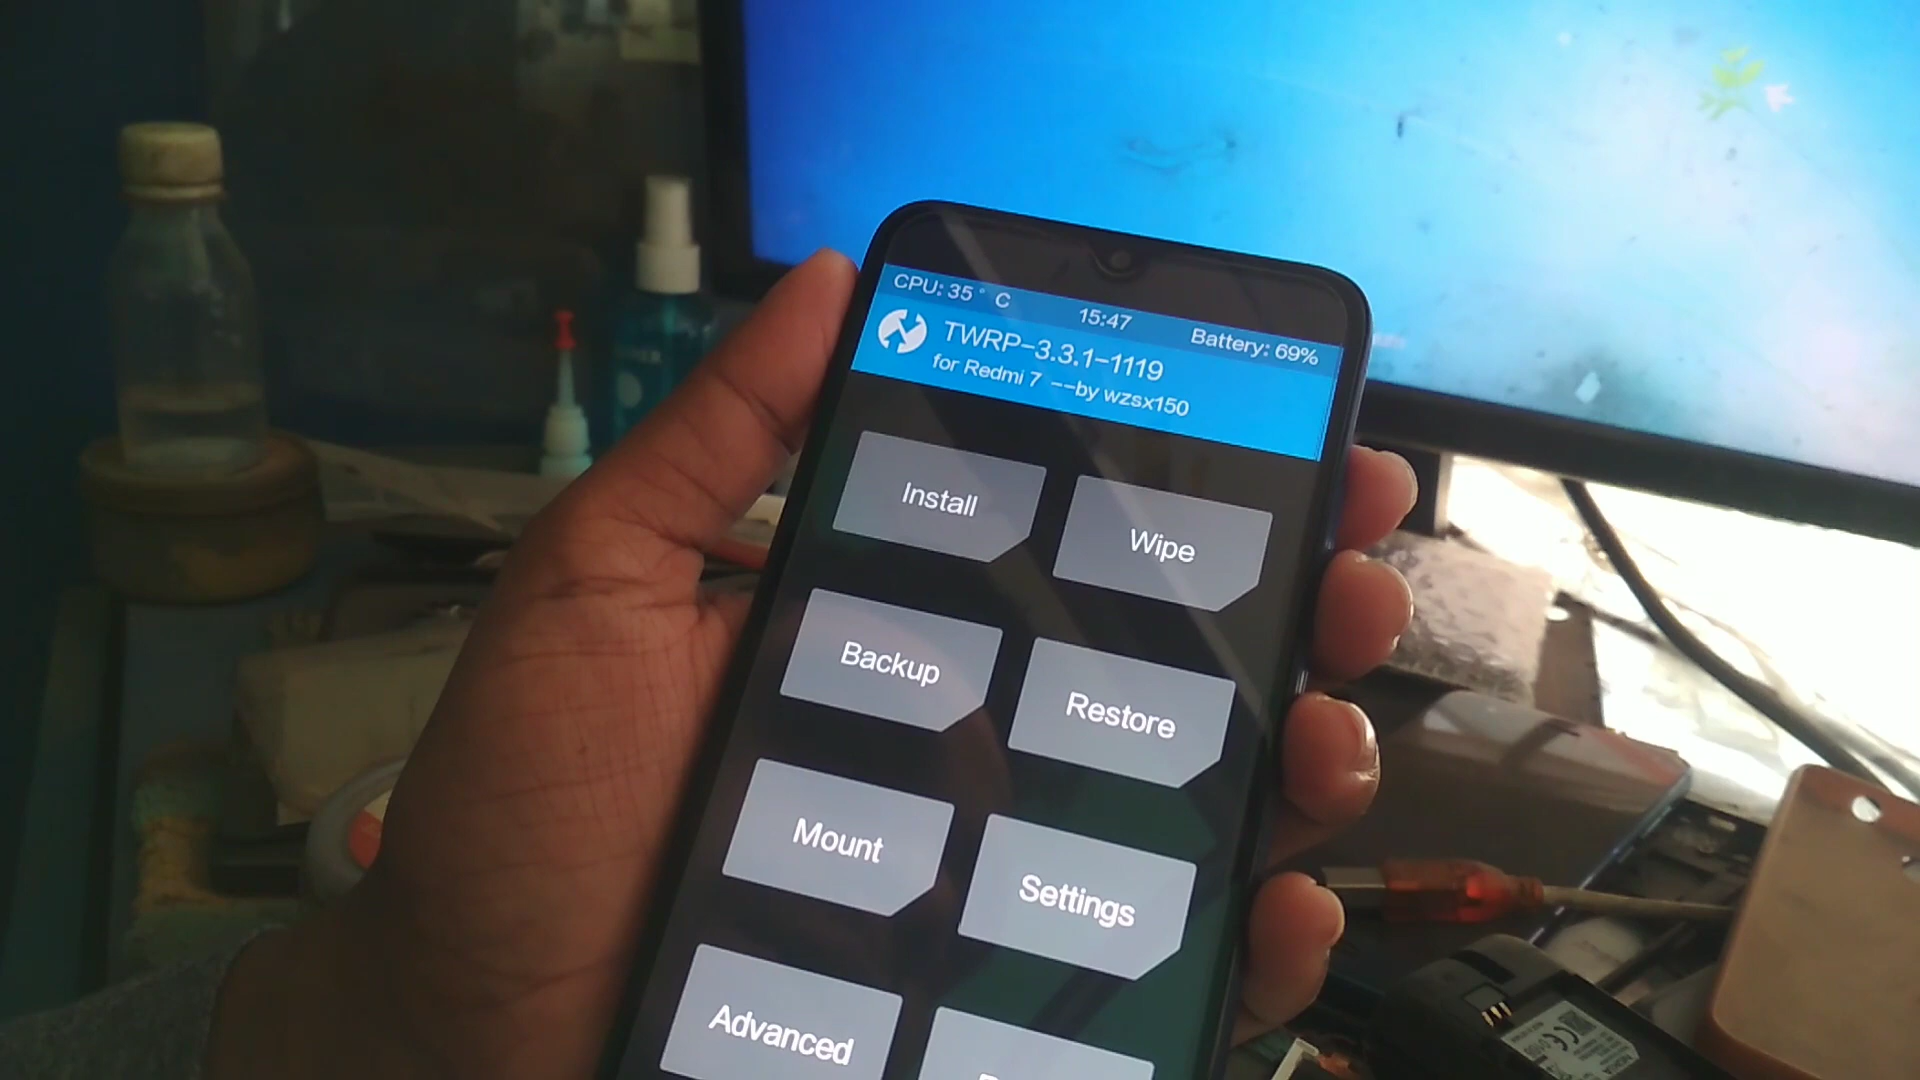 CPU: 35° C
15:47
Battery: 69%
TWRP-3.3.1-1119
for Redmi 7 --by wzsx150
Install
Wipe
Backup
Restore
Mount
Settings
Advanced